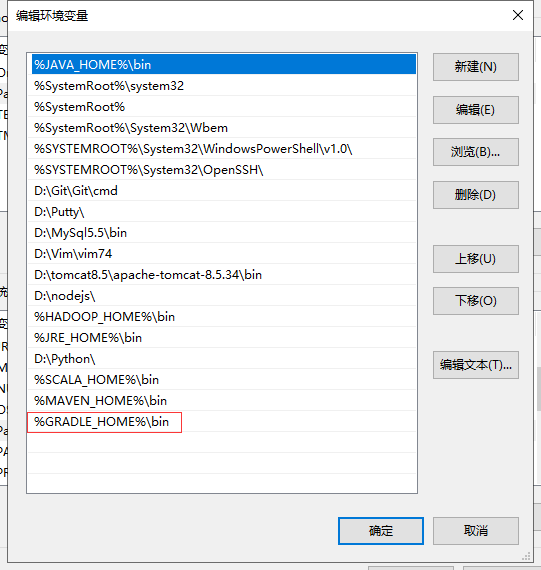 编辑环境变量
%JAVA_HOME%\bin
%SystemRoot%\system32
%SystemRoot%
%SystemRoot%\System32\Wbem
%SYSTEMROOT%\System32\WindowsPowerShell\v1.0\
%SYSTEMROOT%\System32\OpenSSH\
D:\Git\Git\cmd
D:\Putty\
D:\MySql5.5\bin
D:\Vim\vim74
D:\tomcat8.5\apache-tomcat-8.5.34\bin
D:\nodejs\
%HADOOP_HOME%\bin
%JRE_HOME%\bin
D:\Python\
%SCALA_HOME%\bin
%MAVEN_HOME%\bin
%GRADLE_HOME%\bin
新建(N)
编辑(E)
浏览(B)...
删除(D)
上移(U)
下移(O)
编辑文本(T)...
确定
取消